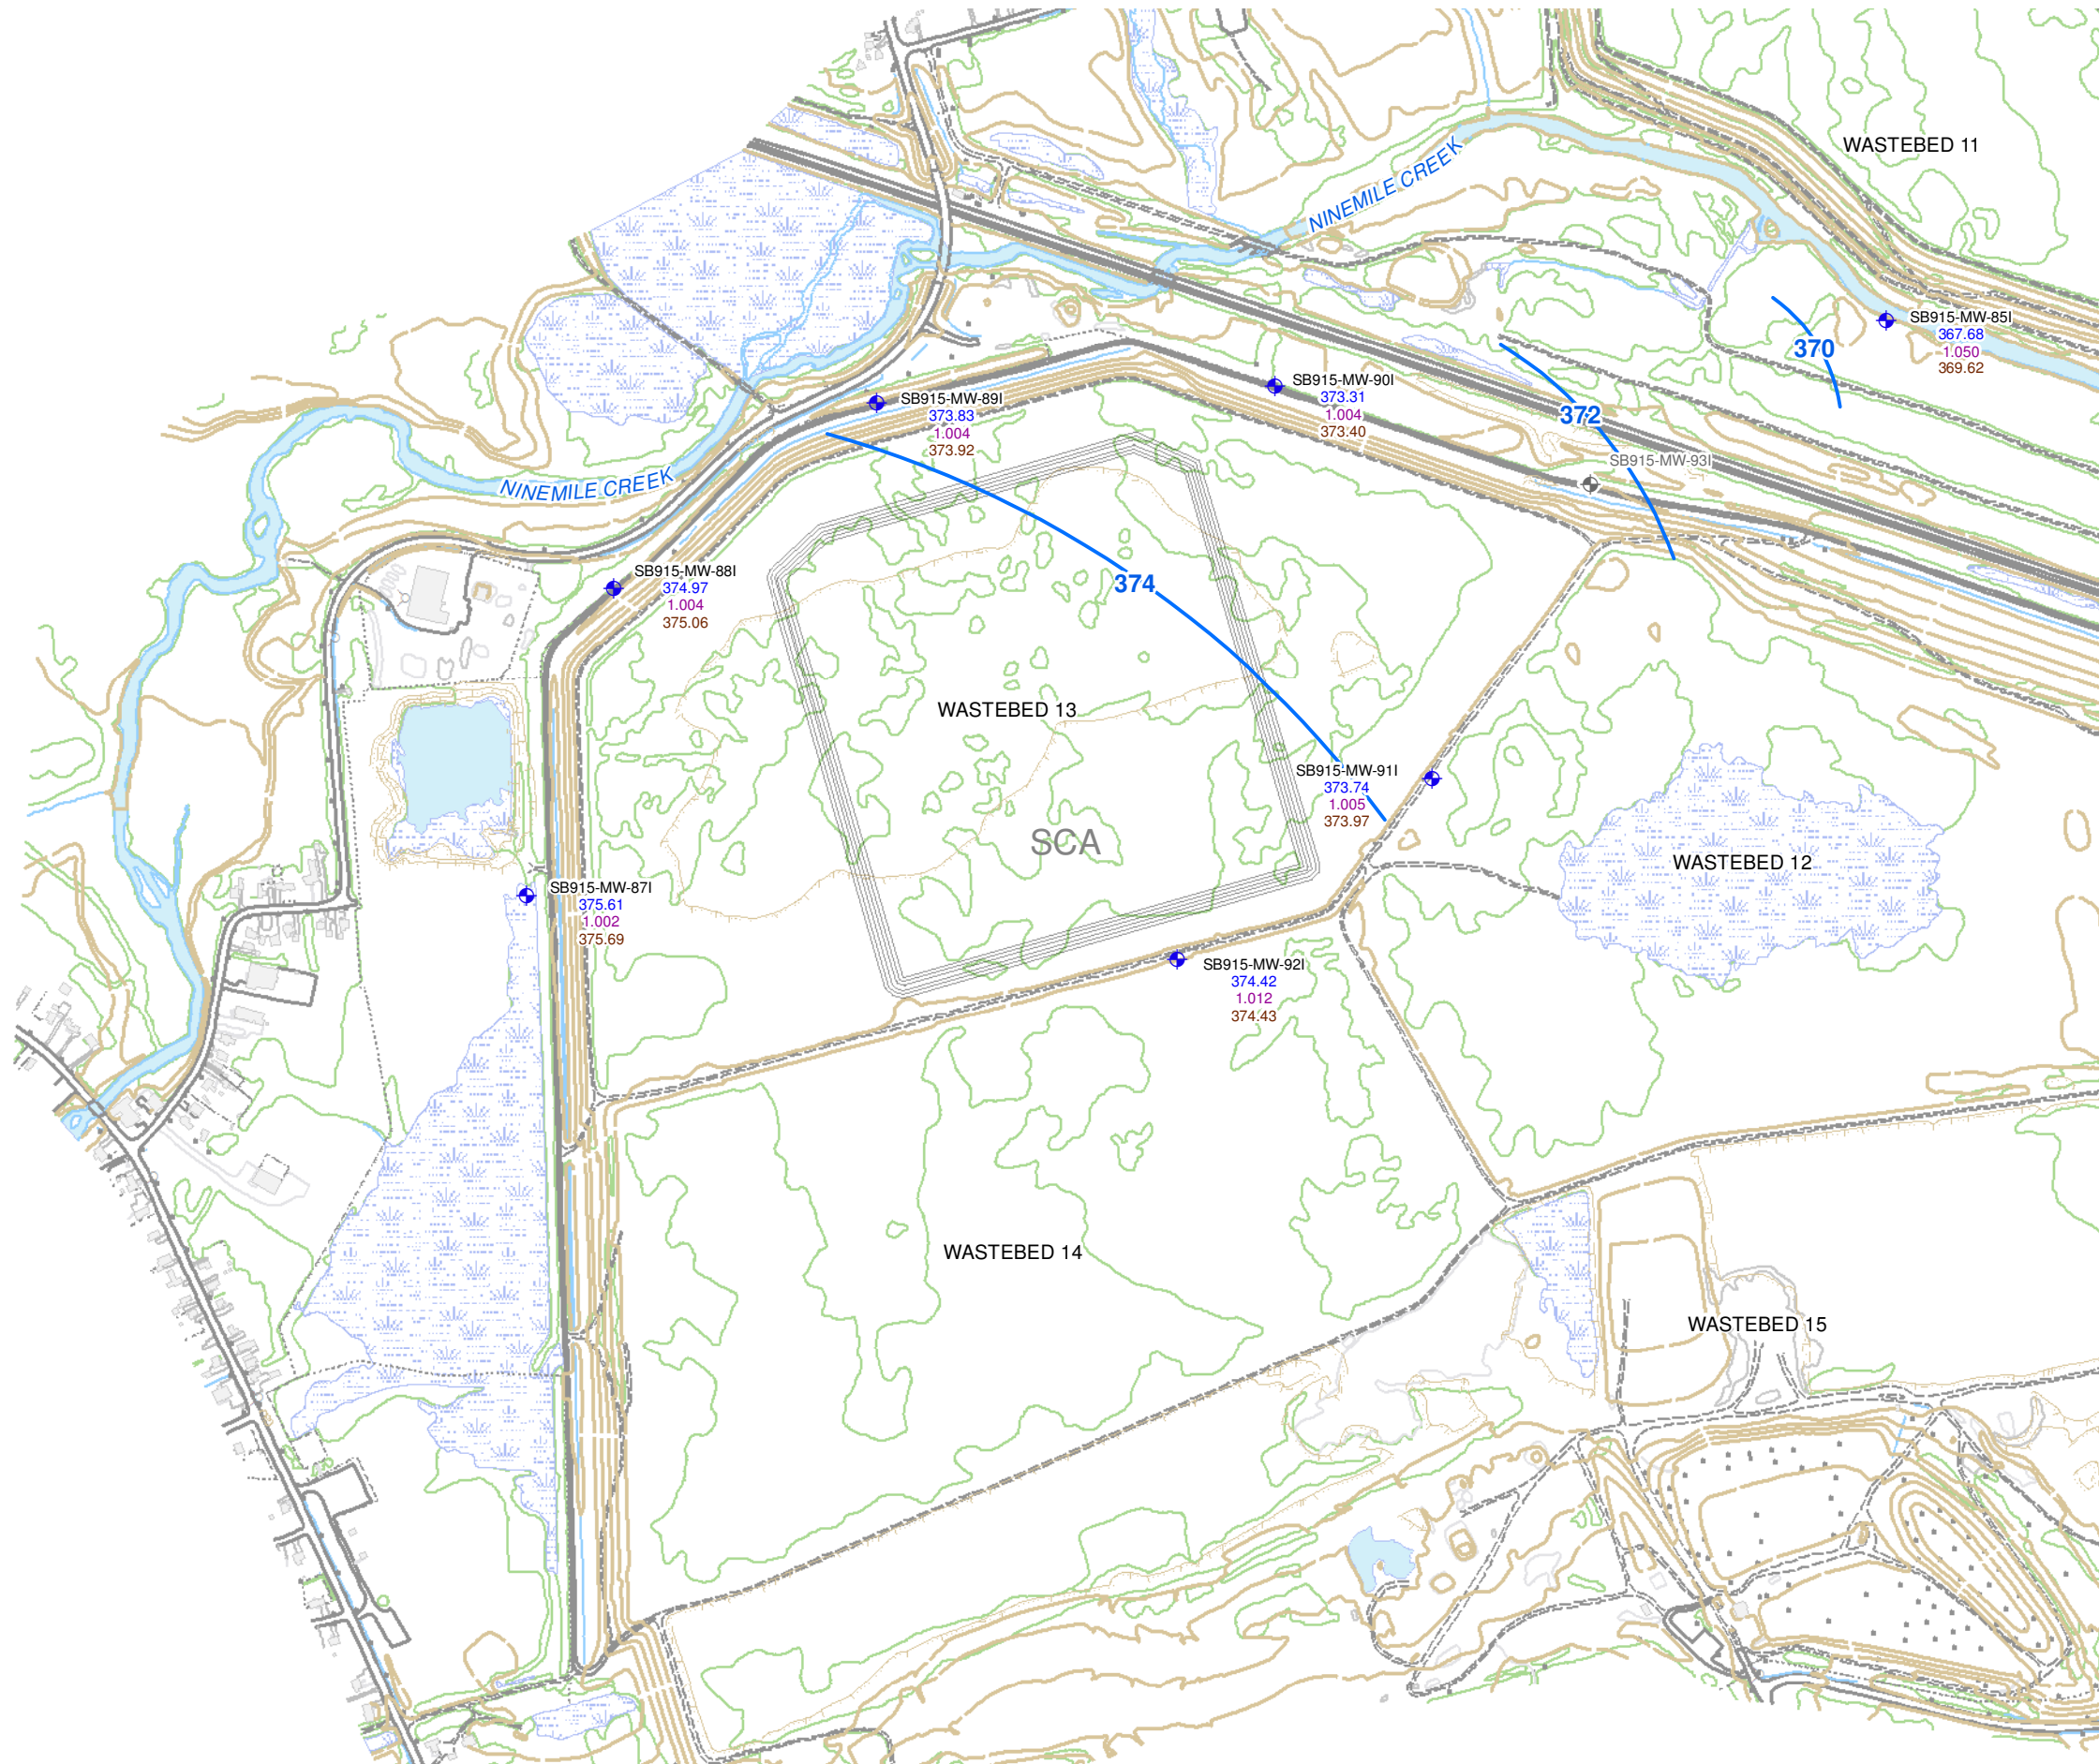 WASTEBED 11
NINEMILE CREEK
SB915-MW-85I
367.68
1.050
369.62
370
SB915-MW-90I
373.31
1.004
373.40
SB915-MW-89I
373.83
1.004
373.92
372
SB915-MW-93I
NINEMILE CREEK
SB915-MW-88I
374.97
1.004
375.06
374
WASTEBED 13
SB915-MW-91I
373.74
1.005
373.97
SCA
WASTEBED 12
SB915-MW-87I
375.61
1.002
375.69
SB915-MW-92I
374.42
1.012
374.43
WASTEBED 14
WASTEBED 15